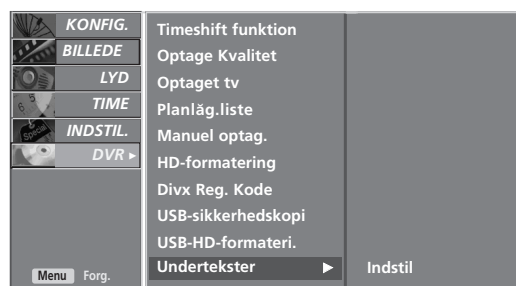 KONFIG.
BILLEDE
LYD
TIME
INDSTIL.
DVR ▸
Menu Forg.
Timeshift funktion
Optage Kvalitet
Optaget tv
Planlăg.liste
Manuel optag.
HD-formatering
Divx Reg. Kode
USB-sikkerhedskopi
USB-HD-formateri.
Undertekster ▶
Indstil